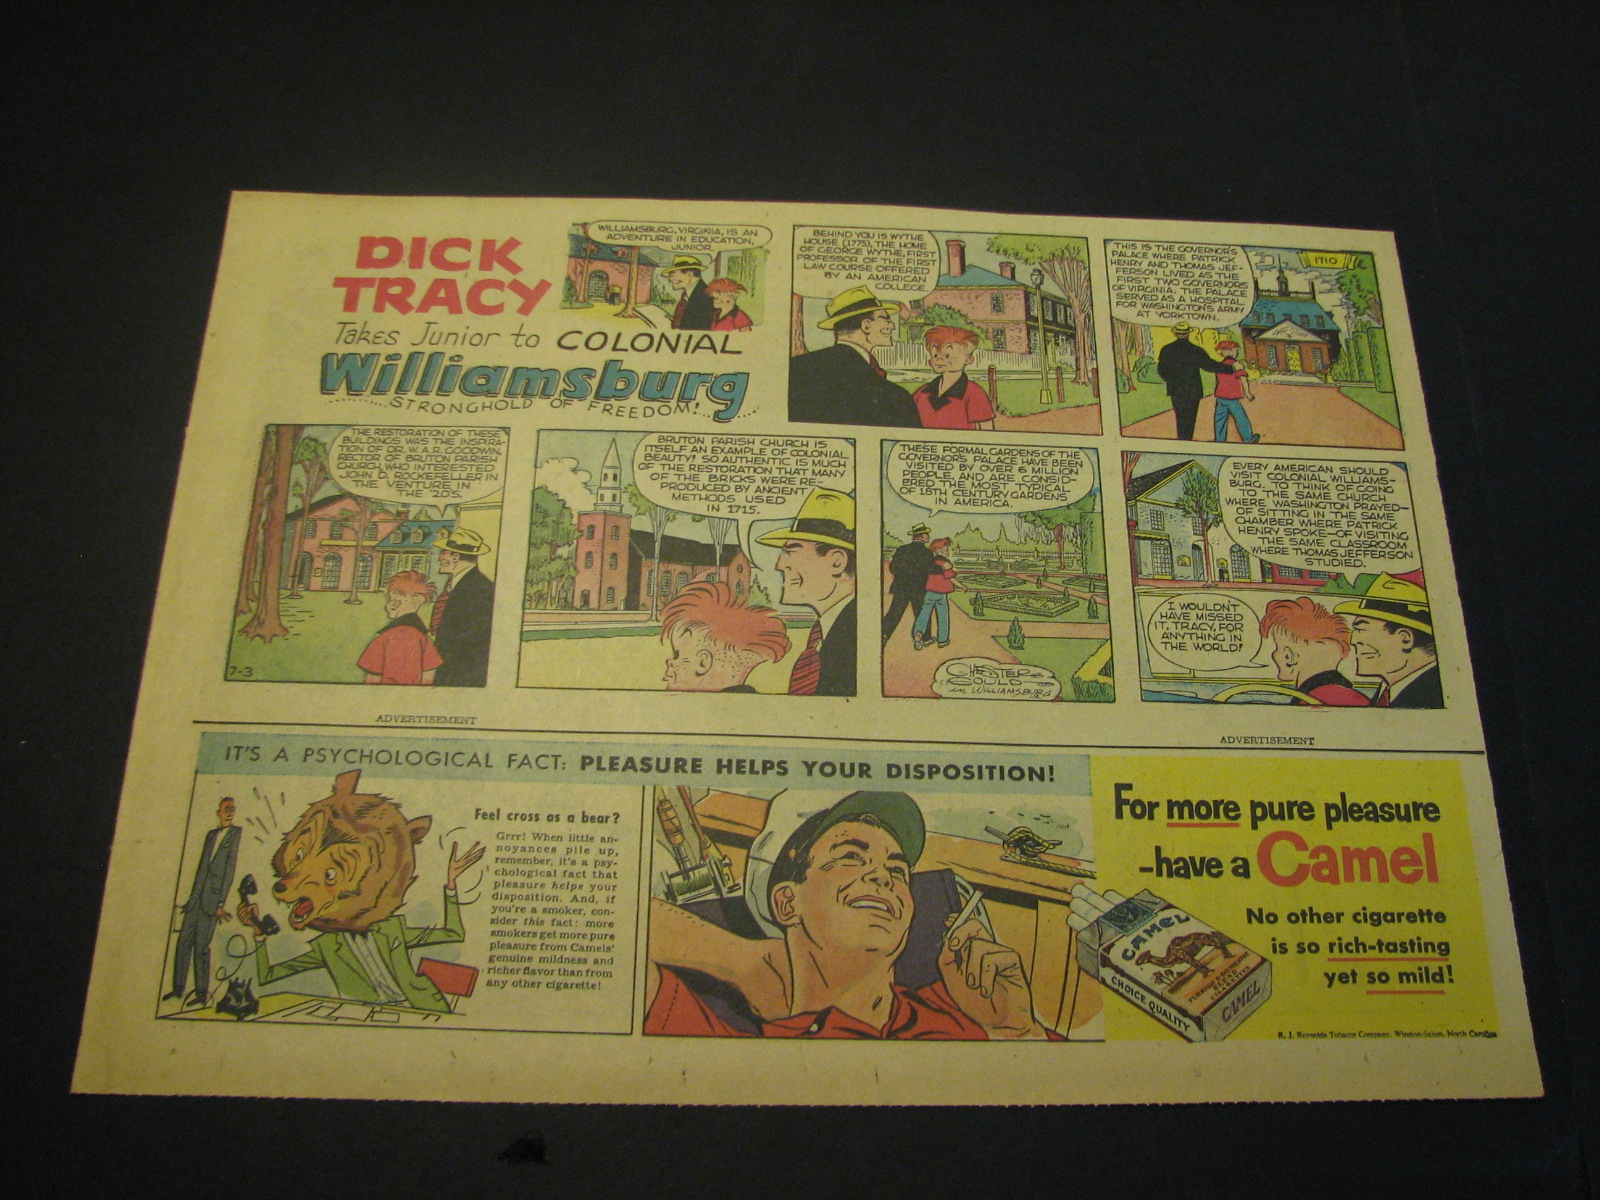 DICK
TRACY
Takes Junior to COLONIAL
Williamsburg
STRONGHOLD OF FREEDOM!
WILLIAMSBURG, VIRGINIA, IS AN
ADVENTURE IN EDUCATION,
JUNIOR.
BEHIND YOU IS WYTHE
HOUSE (1775), THE HOME
OF GEORGE WYTHE, FIRST
PROFESSOR OF THE FIRST
LAW COURSE OFFERED
BY AN AMERICAN
COLLEGE.
THIS IS THE GOVERNOR'S
PALACE WHERE PATRICK
HENRY AND THOMAS JEF-
FERSON LIVED AS THE
FIRST TWO GOVERNORS
OF VIRGINIA. THE PALACE
SERVED AS A HOSPITAL
FOR WASHINGTON'S ARMY
AT YORKTOWN.
1710
THE RESTORATION OF THESE
BUILDINGS WAS THE INSPIRA-
TION OF DR. W.A.R. GOODWIN,
RECTOR OF BRUTON PARISH
CHURCH, WHO INTERESTED
JOHN D. ROCKEFELLER IN
THE VENTURE IN
THE '20'S.
7-3
BRUTON PARISH CHURCH IS
ITSELF AN EXAMPLE OF COLONIAL
BEAUTY! SO AUTHENTIC IS MUCH
OF THE RESTORATION THAT MANY
OF THE BRICKS WERE RE-
PRODUCED BY ANCIENT
METHODS USED
IN 1715.
THESE FORMAL GARDENS OF THE
GOVERNOR'S PALACE HAVE BEEN
VISITED BY OVER 6 MILLION
PEOPLE, AND ARE CONSID-
ERED THE MOST TYPICAL
OF 18TH CENTURY GARDENS
IN AMERICA.
CHESTER
GOULD
in WILLIAMSBURG
EVERY AMERICAN SHOULD
VISIT COLONIAL WILLIAMS-
BURG. TO THINK OF GOING
TO THE SAME CHURCH
WHERE WASHINGTON PRAYED—
OF SITTING IN THE SAME
CHAMBER WHERE PATRICK
HENRY SPOKE—OF VISITING
THE SAME CLASSROOM
WHERE THOMAS JEFFERSON
STUDIED.
I WOULDN'T
HAVE MISSED
IT, TRACY, FOR
ANYTHING IN
THE WORLD!
ADVERTISEMENT
ADVERTISEMENT
IT'S A PSYCHOLOGICAL FACT: PLEASURE HELPS YOUR DISPOSITION!
Feel cross as a bear?
Grrr! When little an-
noyances pile up,
remember, it's a psy-
chological fact that
pleasure helps your
disposition. And, if
you're a smoker, con-
sider this fact: more
smokers get more pure
pleasure from Camels'
genuine mildness and
richer flavor than from
any other cigarette!
For more pure pleasure
-have a Camel
No other cigarette
is so rich-tasting
yet so mild!
CAMEL
TURKISH & DOMESTIC
BLEND
CIGARETTES
CHOICE QUALITY
CAMEL
R. J. Reynolds Tobacco Company, Winston-Salem, North Carolina